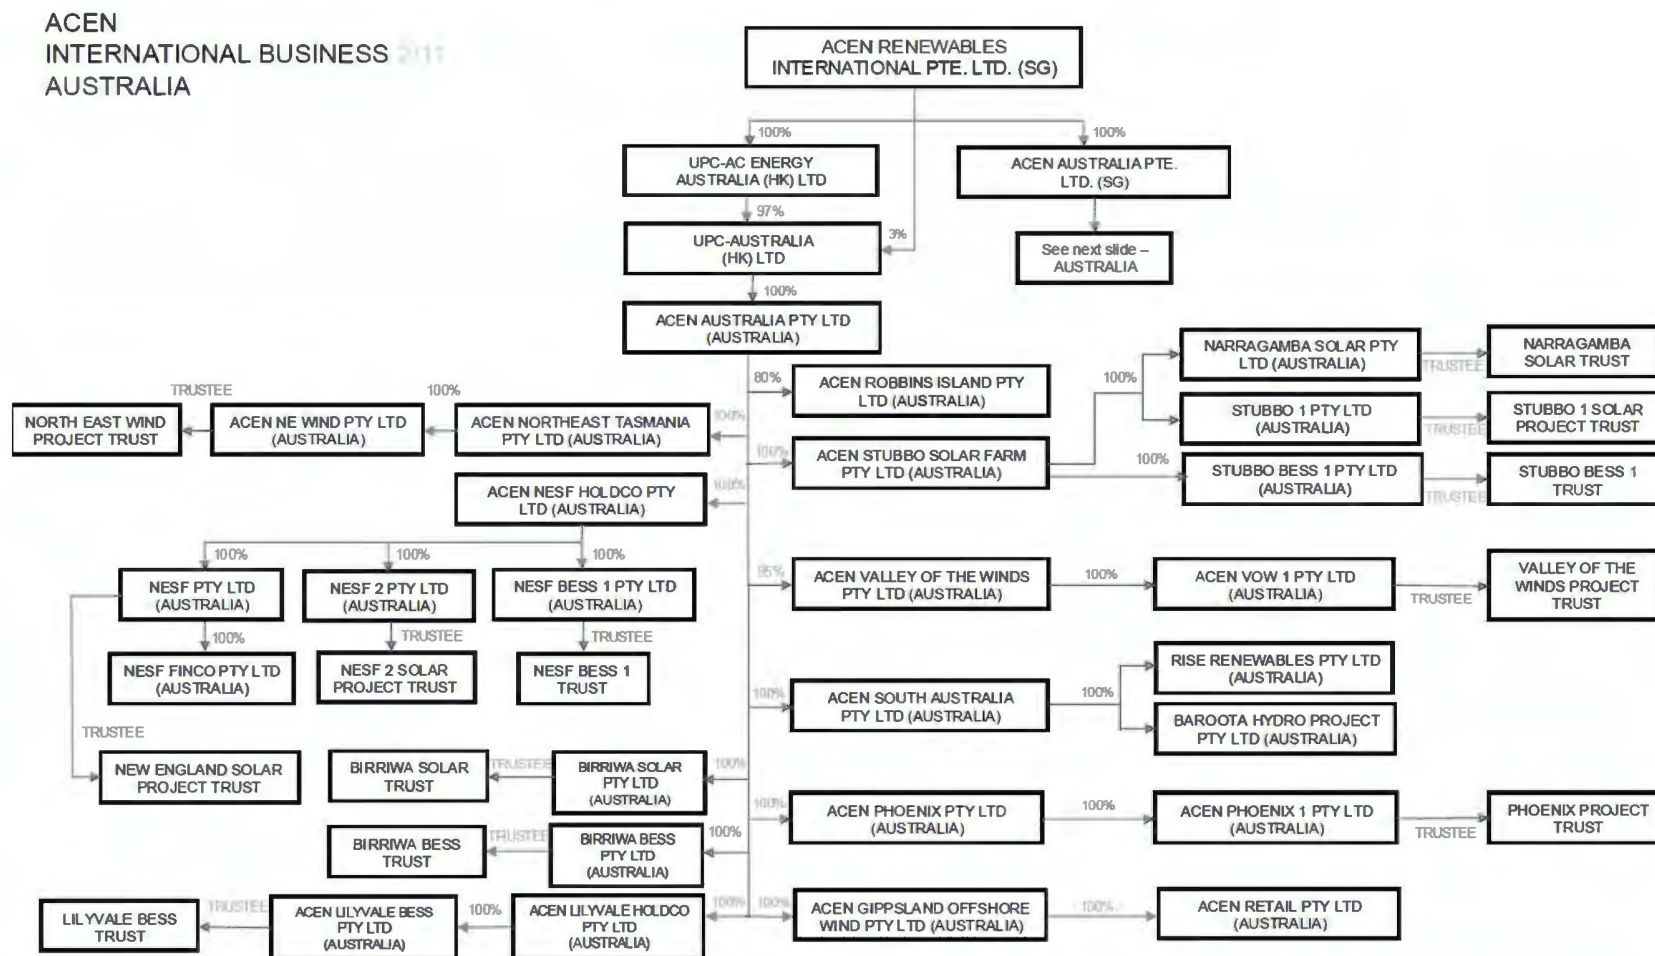 ACEN
INTERNATIONAL BUSINESS
AUSTRALIA
ACEN RENEWABLES
INTERNATIONAL PTE. LTD. (SG)
100%
100%
UPC-AC ENERGY
AUSTRALIA (HK) LTD
ACEN AUSTRALIA PTE.
LTD. (SG)
97%
3%
UPC-AUSTRALIA
(HK) LTD
See next slide –
AUSTRALIA
100%
ACEN AUSTRALIA PTY LTD
(AUSTRALIA)
80%
ACEN ROBBINS ISLAND PTY
LTD (AUSTRALIA)
100%
NARRAGAMBA SOLAR PTY
LTD (AUSTRALIA)
TRUSTEE
NARRAGAMBA
SOLAR TRUST
TRUSTEE
100%
100%
NORTH EAST WIND
PROJECT TRUST
ACEN NE WIND PTY LTD
(AUSTRALIA)
ACEN NORTHEAST TASMANIA
PTY LTD (AUSTRALIA)
STUBBO 1 PTY LTD
(AUSTRALIA)
TRUSTEE
STUBBO 1 SOLAR
PROJECT TRUST
100%
ACEN STUBBO SOLAR FARM
PTY LTD (AUSTRALIA)
100%
STUBBO BESS 1 PTY LTD
(AUSTRALIA)
TRUSTEE
STUBBO BESS 1
TRUST
ACEN NESF HOLDCO PTY
LTD (AUSTRALIA)
100%
100%
100%
100%
NESF PTY LTD
(AUSTRALIA)
NESF 2 PTY LTD
(AUSTRALIA)
NESF BESS 1 PTY LTD
(AUSTRALIA)
95%
ACEN VALLEY OF THE WINDS
PTY LTD (AUSTRALIA)
100%
ACEN VOW 1 PTY LTD
(AUSTRALIA)
TRUSTEE
VALLEY OF THE
WINDS PROJECT
TRUST
100%
TRUSTEE
TRUSTEE
NESF FINCO PTY LTD
(AUSTRALIA)
NESF 2 SOLAR
PROJECT TRUST
NESF BESS 1
TRUST
100%
ACEN SOUTH AUSTRALIA
PTY LTD (AUSTRALIA)
100%
RISE RENEWABLES PTY LTD
(AUSTRALIA)
BAROOTA HYDRO PROJECT
PTY LTD (AUSTRALIA)
TRUSTEE
NEW ENGLAND SOLAR
PROJECT TRUST
BIRRIWA SOLAR
TRUST
TRUSTEE
BIRRIWA SOLAR
PTY LTD
(AUSTRALIA)
100%
100%
ACEN PHOENIX PTY LTD
(AUSTRALIA)
100%
ACEN PHOENIX 1 PTY LTD
(AUSTRALIA)
TRUSTEE
PHOENIX PROJECT
TRUST
BIRRIWA BESS
TRUST
TRUSTEE
BIRRIWA BESS
PTY LTD
(AUSTRALIA)
100%
LILYVALE BESS
TRUST
TRUSTEE
ACEN LILYVALE BESS
PTY LTD
(AUSTRALIA)
100%
ACEN LILYVALE HOLDCO
PTY LTD
(AUSTRALIA)
100%
100%
ACEN GIPPSLAND OFFSHORE
WIND PTY LTD (AUSTRALIA)
100%
ACEN RETAIL PTY LTD
(AUSTRALIA)